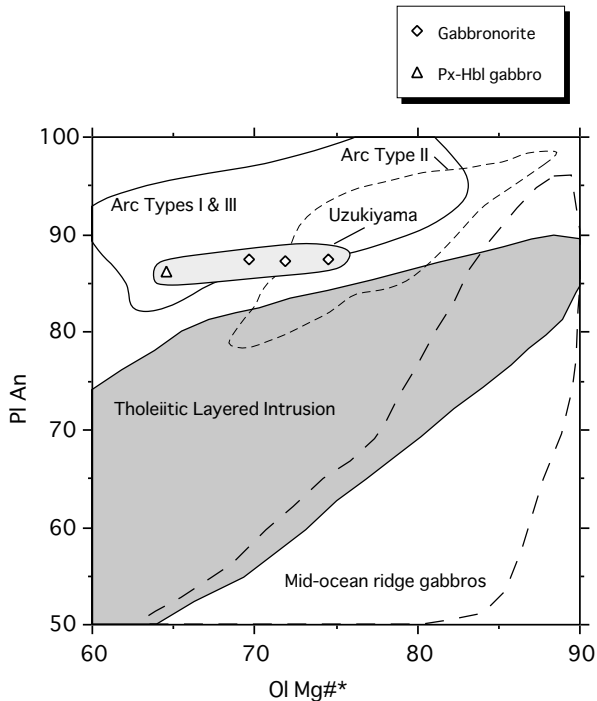 Gabbronorite
Px-Hbl gabbro
100
Arc Type II
Arc Types I & III
Uzukiyama
90
80
Pl An
Tholeiitic Layered Intrusion
70
60
Mid-ocean ridge gabbros
50
60 70 80 90
Ol Mg#*